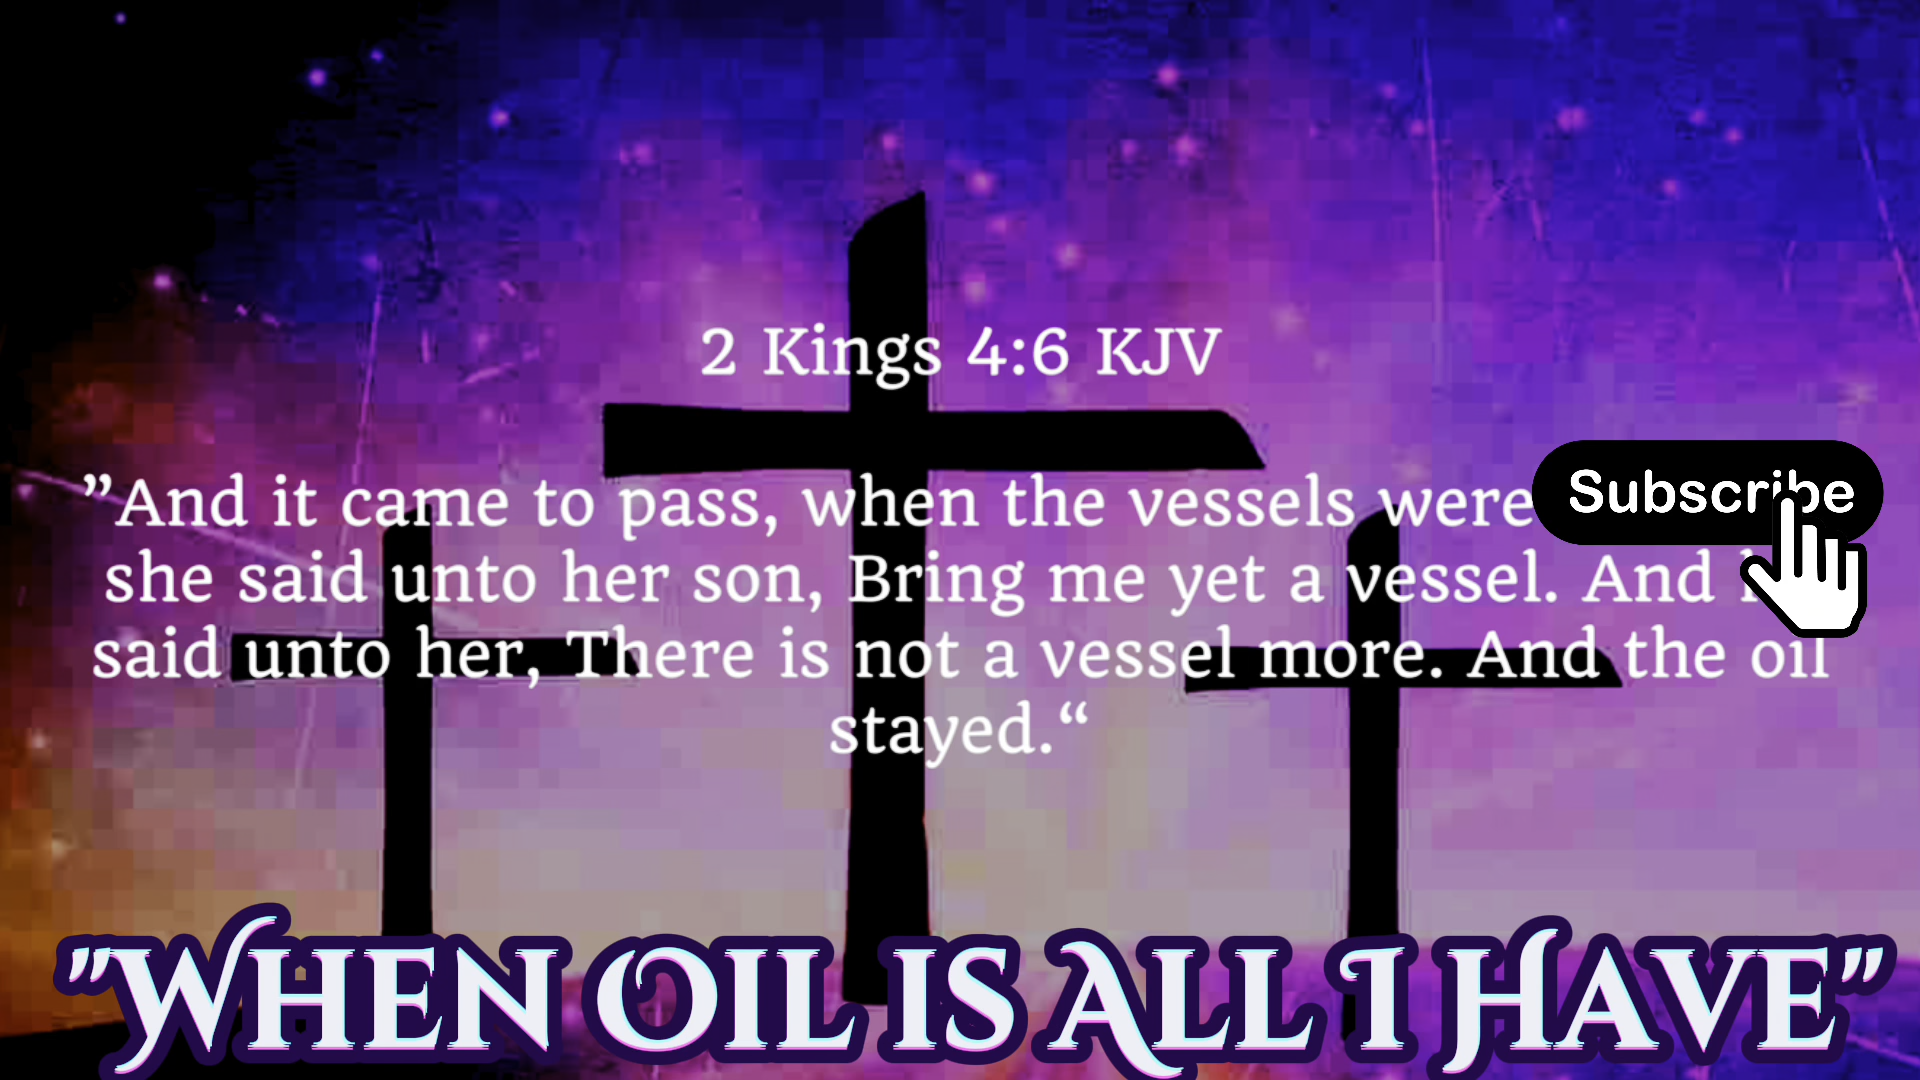 2 Kings 4:6 KJV
”And it came to pass, when the vessels were
Subscribe
she said unto her son, Bring me yet a vessel. And
said unto her, There is not a vessel more. And the oil
stayed.“
"WHEN OIL IS ALL I HAVE"